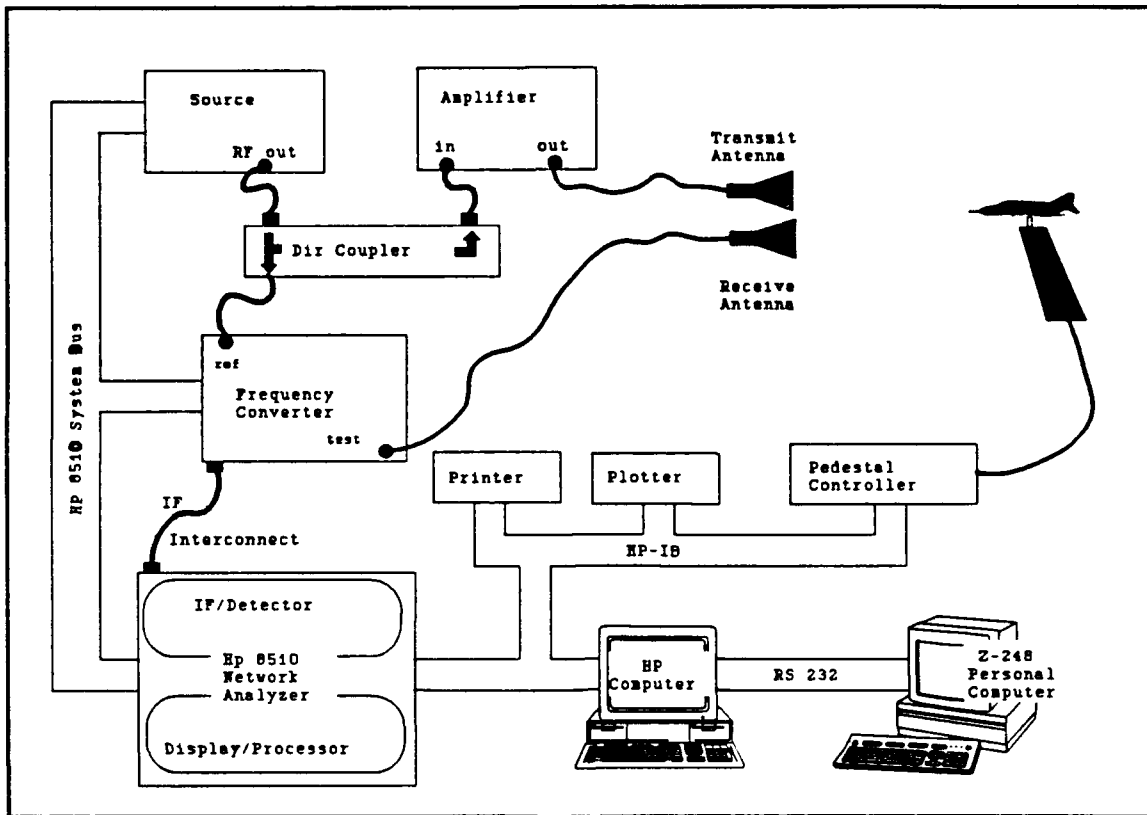 Source
Amplifier
RF out
in
out
Transmit
Antenna
Dir Coupler
Receive
Antenna
HP 8510 System Bus
ref
Frequency
Converter
test
Printer
Plotter
Pedestal
Controller
IF
Interconnect
HP-IB
IF/Detector
Hp 8510
Network
Analyzer
Display/Processor
HP
Computer
RS 232
Z-248
Personal
Computer